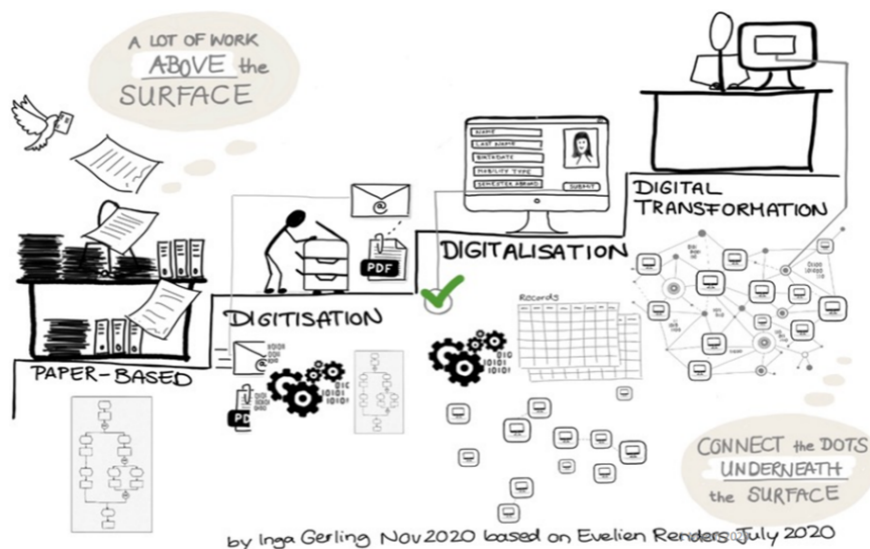 A LOT OF WORK
ABOVE the
SURFACE
@
PDF
NAME
LAST NAME
MOBILITY TYPE
SEMESTER ABROAD
SUBMIT
DIGITAL
TRANSFORMATION
DIGITALISATION
DIGITISATION
PAPER-BASED
Records
10101
10101
CONNECT the DOTS
UNDERNEATH
the SURFACE
by Inga Gerling Nov 2020 based on Evelien Renders July 2020